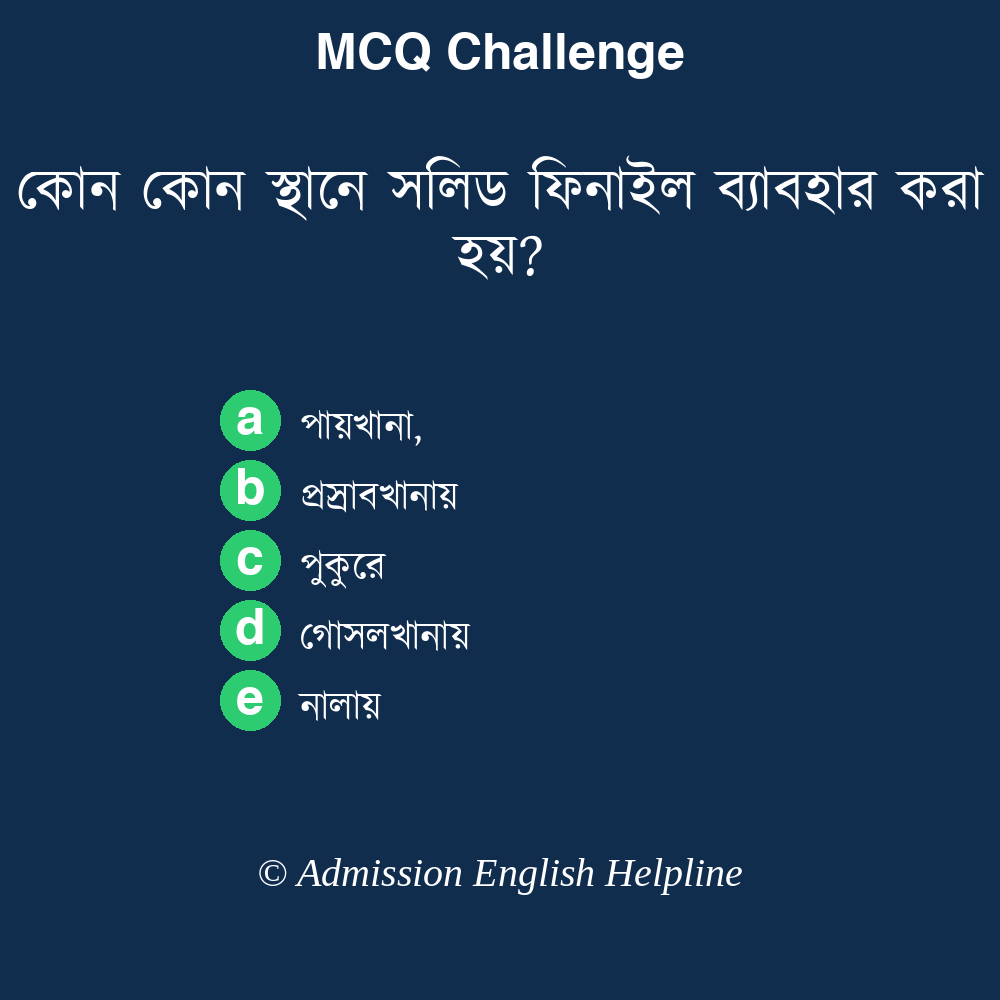 MCQ Challenge
কোন কোন স্থানে সলিড ফিনাইল ব্যাবহার করা
হয়?
a পায়খানা,
b প্রস্রাবখানায়
c পুকুরে
d গোসলখানায়
e নালায়
© Admission English Helpline